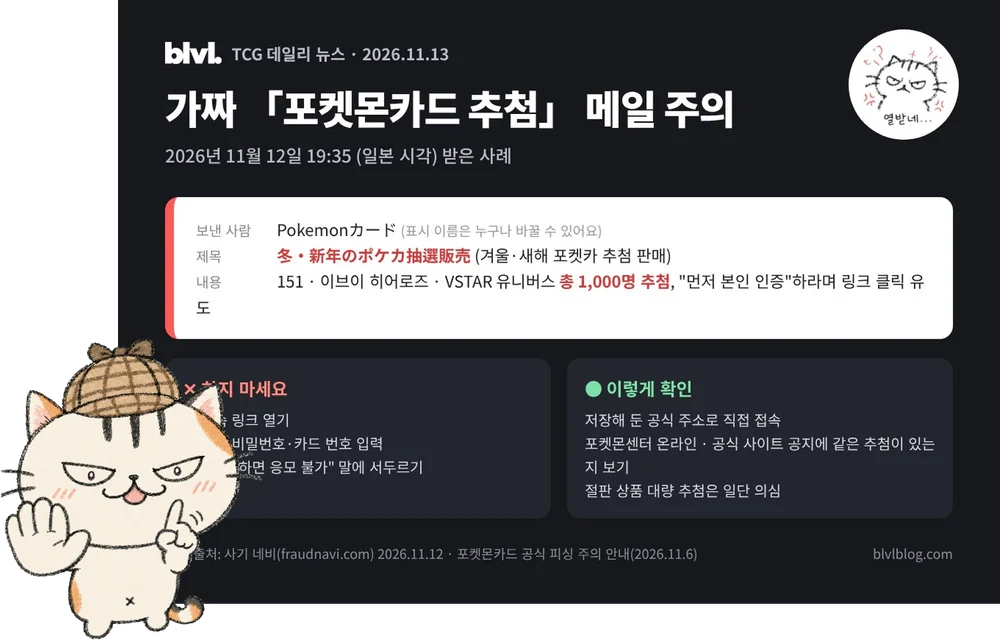 blvl. TCG 데일리 뉴스 · 2026.11.13
가짜 「포켓몬카드 추첨」 메일 주의
2026년 11월 12일 19:35 (일본 시각) 받은 사례
열받네...
보낸 사람 Pokemonカード (표시 이름은 누구나 바꿀 수 있어요)
제목 冬・新年のポケカ抽選販売 (겨울·새해 포켓카 추첨 판매)
내용 151 · 이브이 히어로즈 · VSTAR 유니버스 총 1,000명 추첨, "먼저 본인 인증"하라며 링크 클릭 유
도
✕ 하지 마세요
링크 열기
비밀번호·카드 번호 입력
하면 응모 불가" 말에 서두르기
이렇게 확인
저장해 둔 공식 주소로 직접 접속
포켓몬센터 온라인 · 공식 사이트 공지에 같은 추첨이 있는
지 보기
절판 상품 대량 추첨은 일단 의심
출처: 사기 네비(fraudnavi.com) 2026.11.12 · 포켓몬카드 공식 피싱 주의 안내(2026.11.6)
blvlblog.com